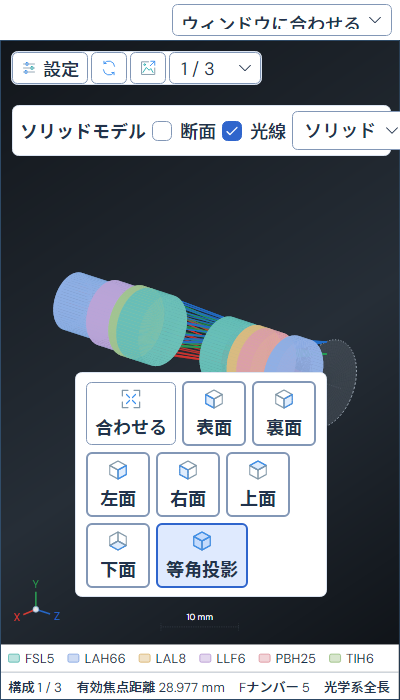 ウィンドウに合わせる
設定 1 / 3
ソリッドモデル 断面 光線 ソリッド
合わせる 表面 裏面
左面 右面 上面
下面 等角投影
Y
X Z
10 mm
FSL5 LAH66 LAL8 LLF6 PBH25 TIH6
構成 1 / 3 有効焦点距離 28.977 mm Fナンバー 5 光学系全長